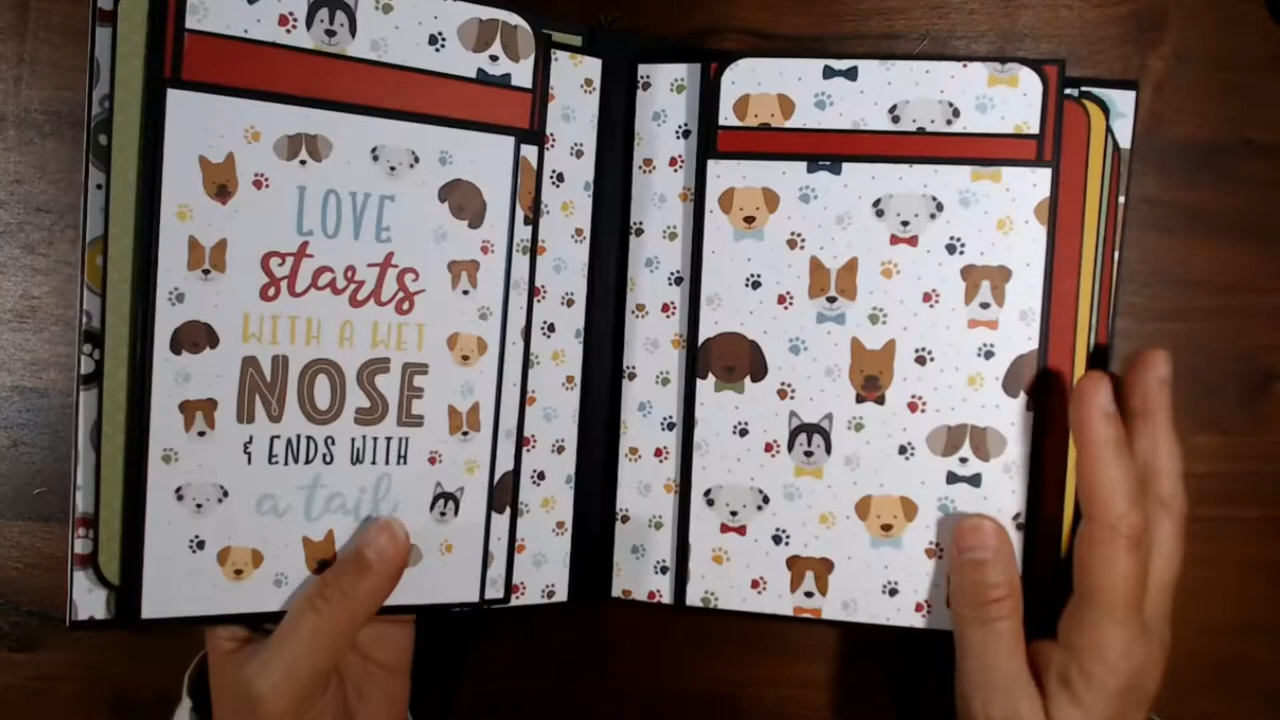 LOVE
starts
WITH A WET
NOSE
& ENDS WITH
a tail